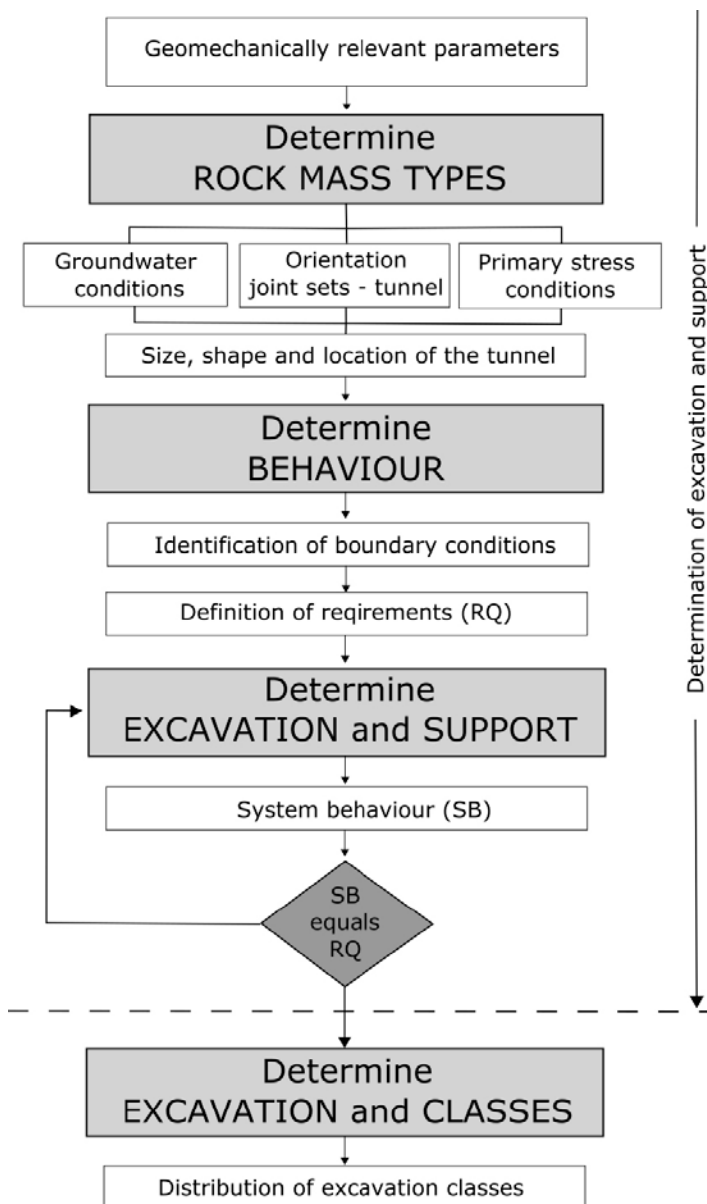 Geomechanically relevant parameters
Determine
ROCK MASS TYPES
Groundwater
conditions
Orientation
joint sets - tunnel
Primary stress
conditions
Size, shape and location of the tunnel
Determine
BEHAVIOUR
Identification of boundary conditions
Definition of reqirements (RQ)
Determine
EXCAVATION and SUPPORT
System behaviour (SB)
SB
equals
RQ
Determine
EXCAVATION and CLASSES
Distribution of excavation classes
Determination of excavation and support